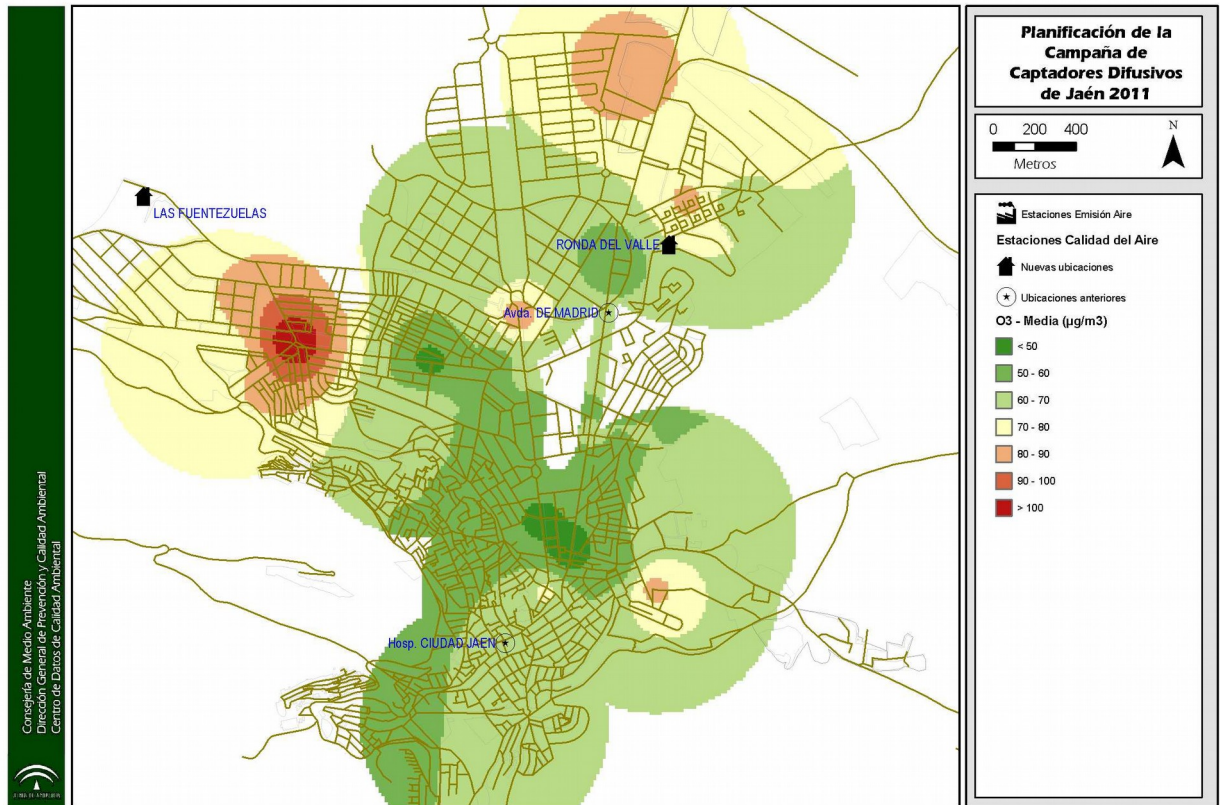 Planificación de la
Campaña de
Captadores Difusivos
de Jaén 2011
0 200 400
Metros
N
Estaciones Emisión Aire
Estaciones Calidad del Aire
Nuevas ubicaciones
Ubicaciones anteriores
O3 - Media (µg/m3)
< 50
50 - 60
60 - 70
70 - 80
80 - 90
90 - 100
> 100
LAS FUENTEZUELAS
RONDA DEL VALLE
Avda. DE MADRID
Hosp. CIUDAD JAEN
Consejería de Medio Ambiente
Dirección General de Prevención y Calidad Ambiental
Centro de Datos de Calidad Ambiental
JUNTA DE ANDALUCIA